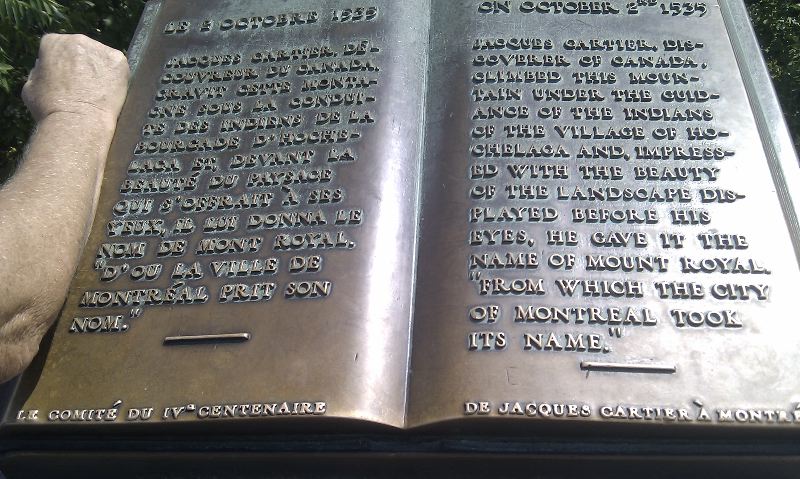 LE 2 OCTOBRE 1535
JACQUES CARTIER, DÉ-
COUVREUR DU CANADA,
GRAVIT CETTE MONTA-
GNE SOUS LA CONDUI-
TE DES INDIENS DE LA
BOURGADE D'HOCHE-
LAGA ET, DEVANT LA
BEAUTÉ DU PAYSAGE
QUI S'OFFRAIT À SES
YEUX, IL LUI DONNA LE
NOM DE MONT ROYAL.
"D'OÙ LA VILLE DE
MONTRÉAL PRIT SON
NOM."
ON OCTOBER 2ND 1535
JACQUES CARTIER, DIS-
COVERER OF CANADA,
CLIMBED THIS MOUN-
TAIN UNDER THE GUID-
ANCE OF THE INDIANS
OF THE VILLAGE OF HO-
CHELAGA AND, IMPRESS-
ED WITH THE BEAUTY
OF THE LANDSCAPE DIS-
PLAYED BEFORE HIS
EYES, HE GAVE IT THE
NAME OF MOUNT ROYAL.
"FROM WHICH THE CITY
OF MONTREAL TOOK
ITS NAME."
LE COMITÉ DU IVE CENTENAIRE DE JACQUES CARTIER À MONTRÉ